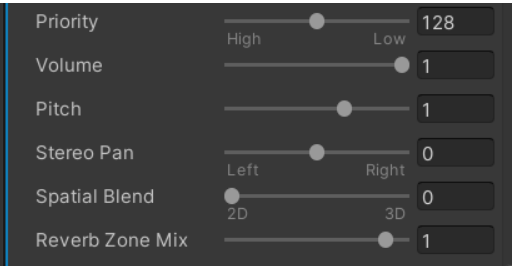 Priority 128
High Low
Volume 1
Pitch 1
Stereo Pan 0
Left Right
Spatial Blend 0
2D 3D
Reverb Zone Mix 1